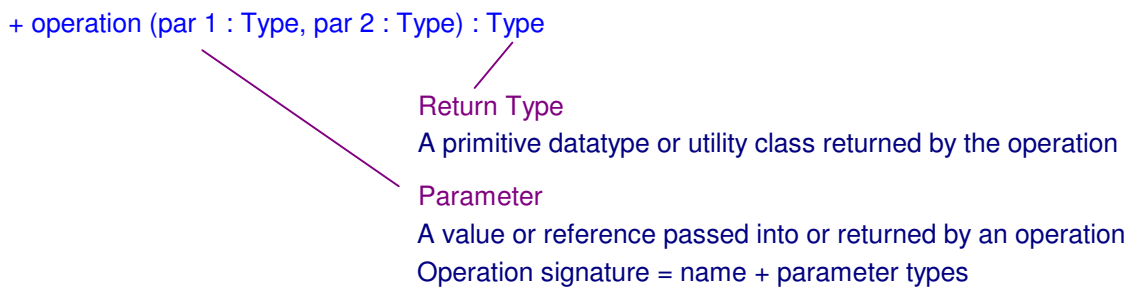 + operation (par 1 : Type, par 2 : Type) : Type
Return Type
A primitive datatype or utility class returned by the operation
Parameter
A value or reference passed into or returned by an operation
Operation signature = name + parameter types